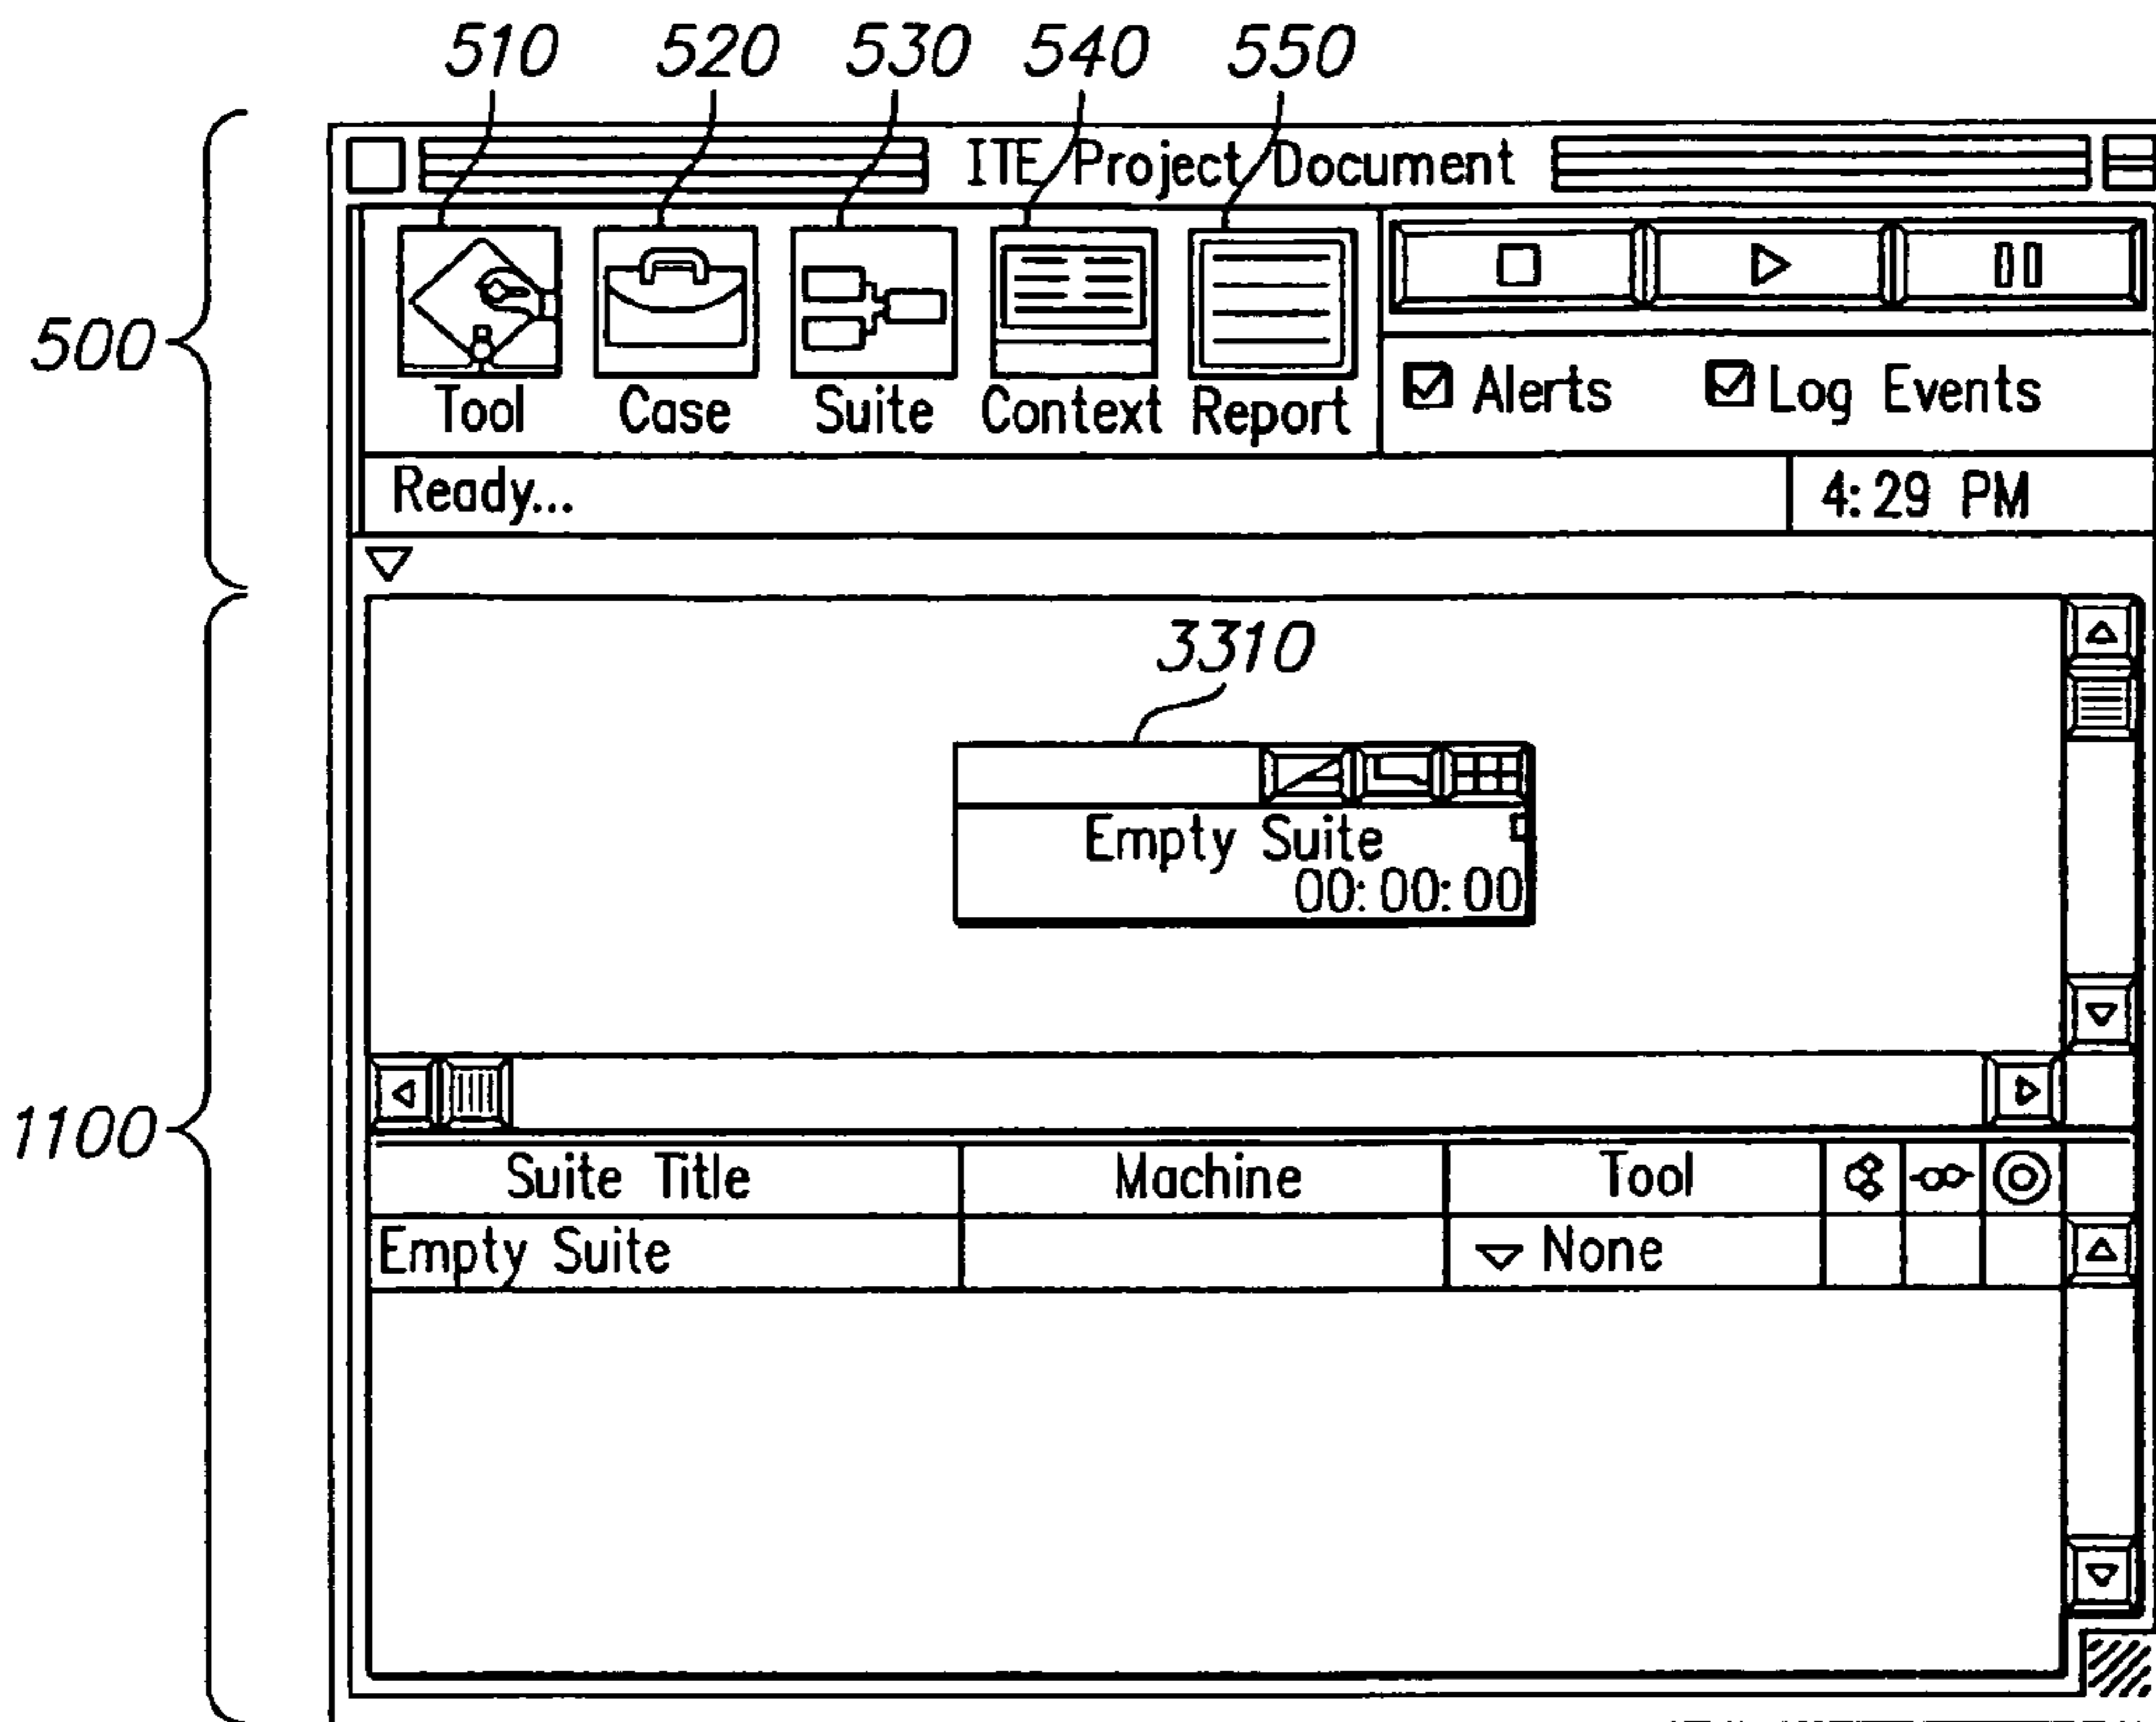 510 520 530 540 550
ITE Project Document
500
Tool Case Suite Context Report
Alerts Log Events
Ready... 4:29 PM
3310
Empty Suite
00:00:00
1100
Suite Title Machine Tool
Empty Suite None